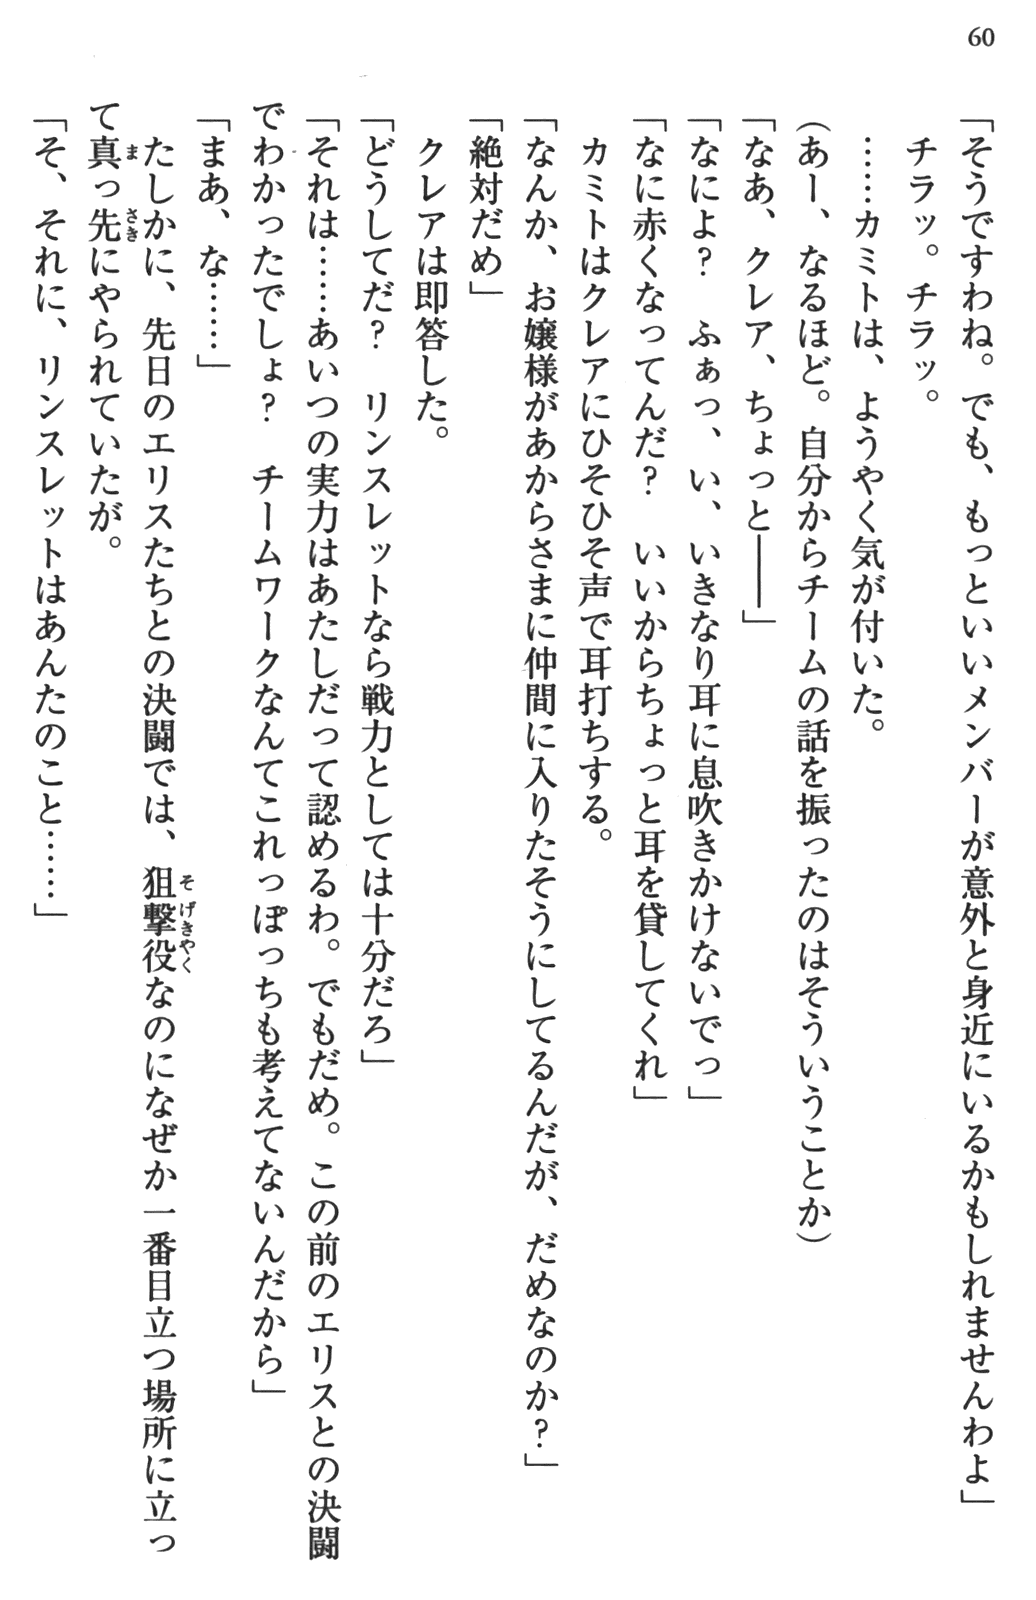 60
「そうですわね。でも、もっといいメンバーが意外と身近にいるかもしれませんわよ」
チラッ。チラッ。
……カミトは、ようやく気が付いた。
（あー、なるほど。自分からチームの話を振ったのはそういうことか）
「なあ、クレア、ちょっと――」
「なによ？　ふぁっ、い、いきなり耳に息吹きかけないでっ」
「なに赤くなってんだ？　いいからちょっと耳を貸してくれ」
カミトはクレアにひそひそ声で耳打ちする。
「なんか、お嬢様があからさまに仲間に入りたそうにしてるんだが、だめなのか？」
「絶対だめ」
クレアは即答した。
「どうしてだ？　リンスレットなら戦力としては十分だろ」
「それは……あいつの実力はあたしだって認めるわ。でもだめ。この前のエリスとの決闘
でわかったでしょ？　チームワークなんてこれっぽっちも考えてないんだから」
「まあ、な……」
たしかに、先日のエリスたちとの決闘では、狙撃役なのになぜか一番目立つ場所に立っ
て真っ先にやられていたが。
「そ、それに、リンスレットはあんたのこと……」